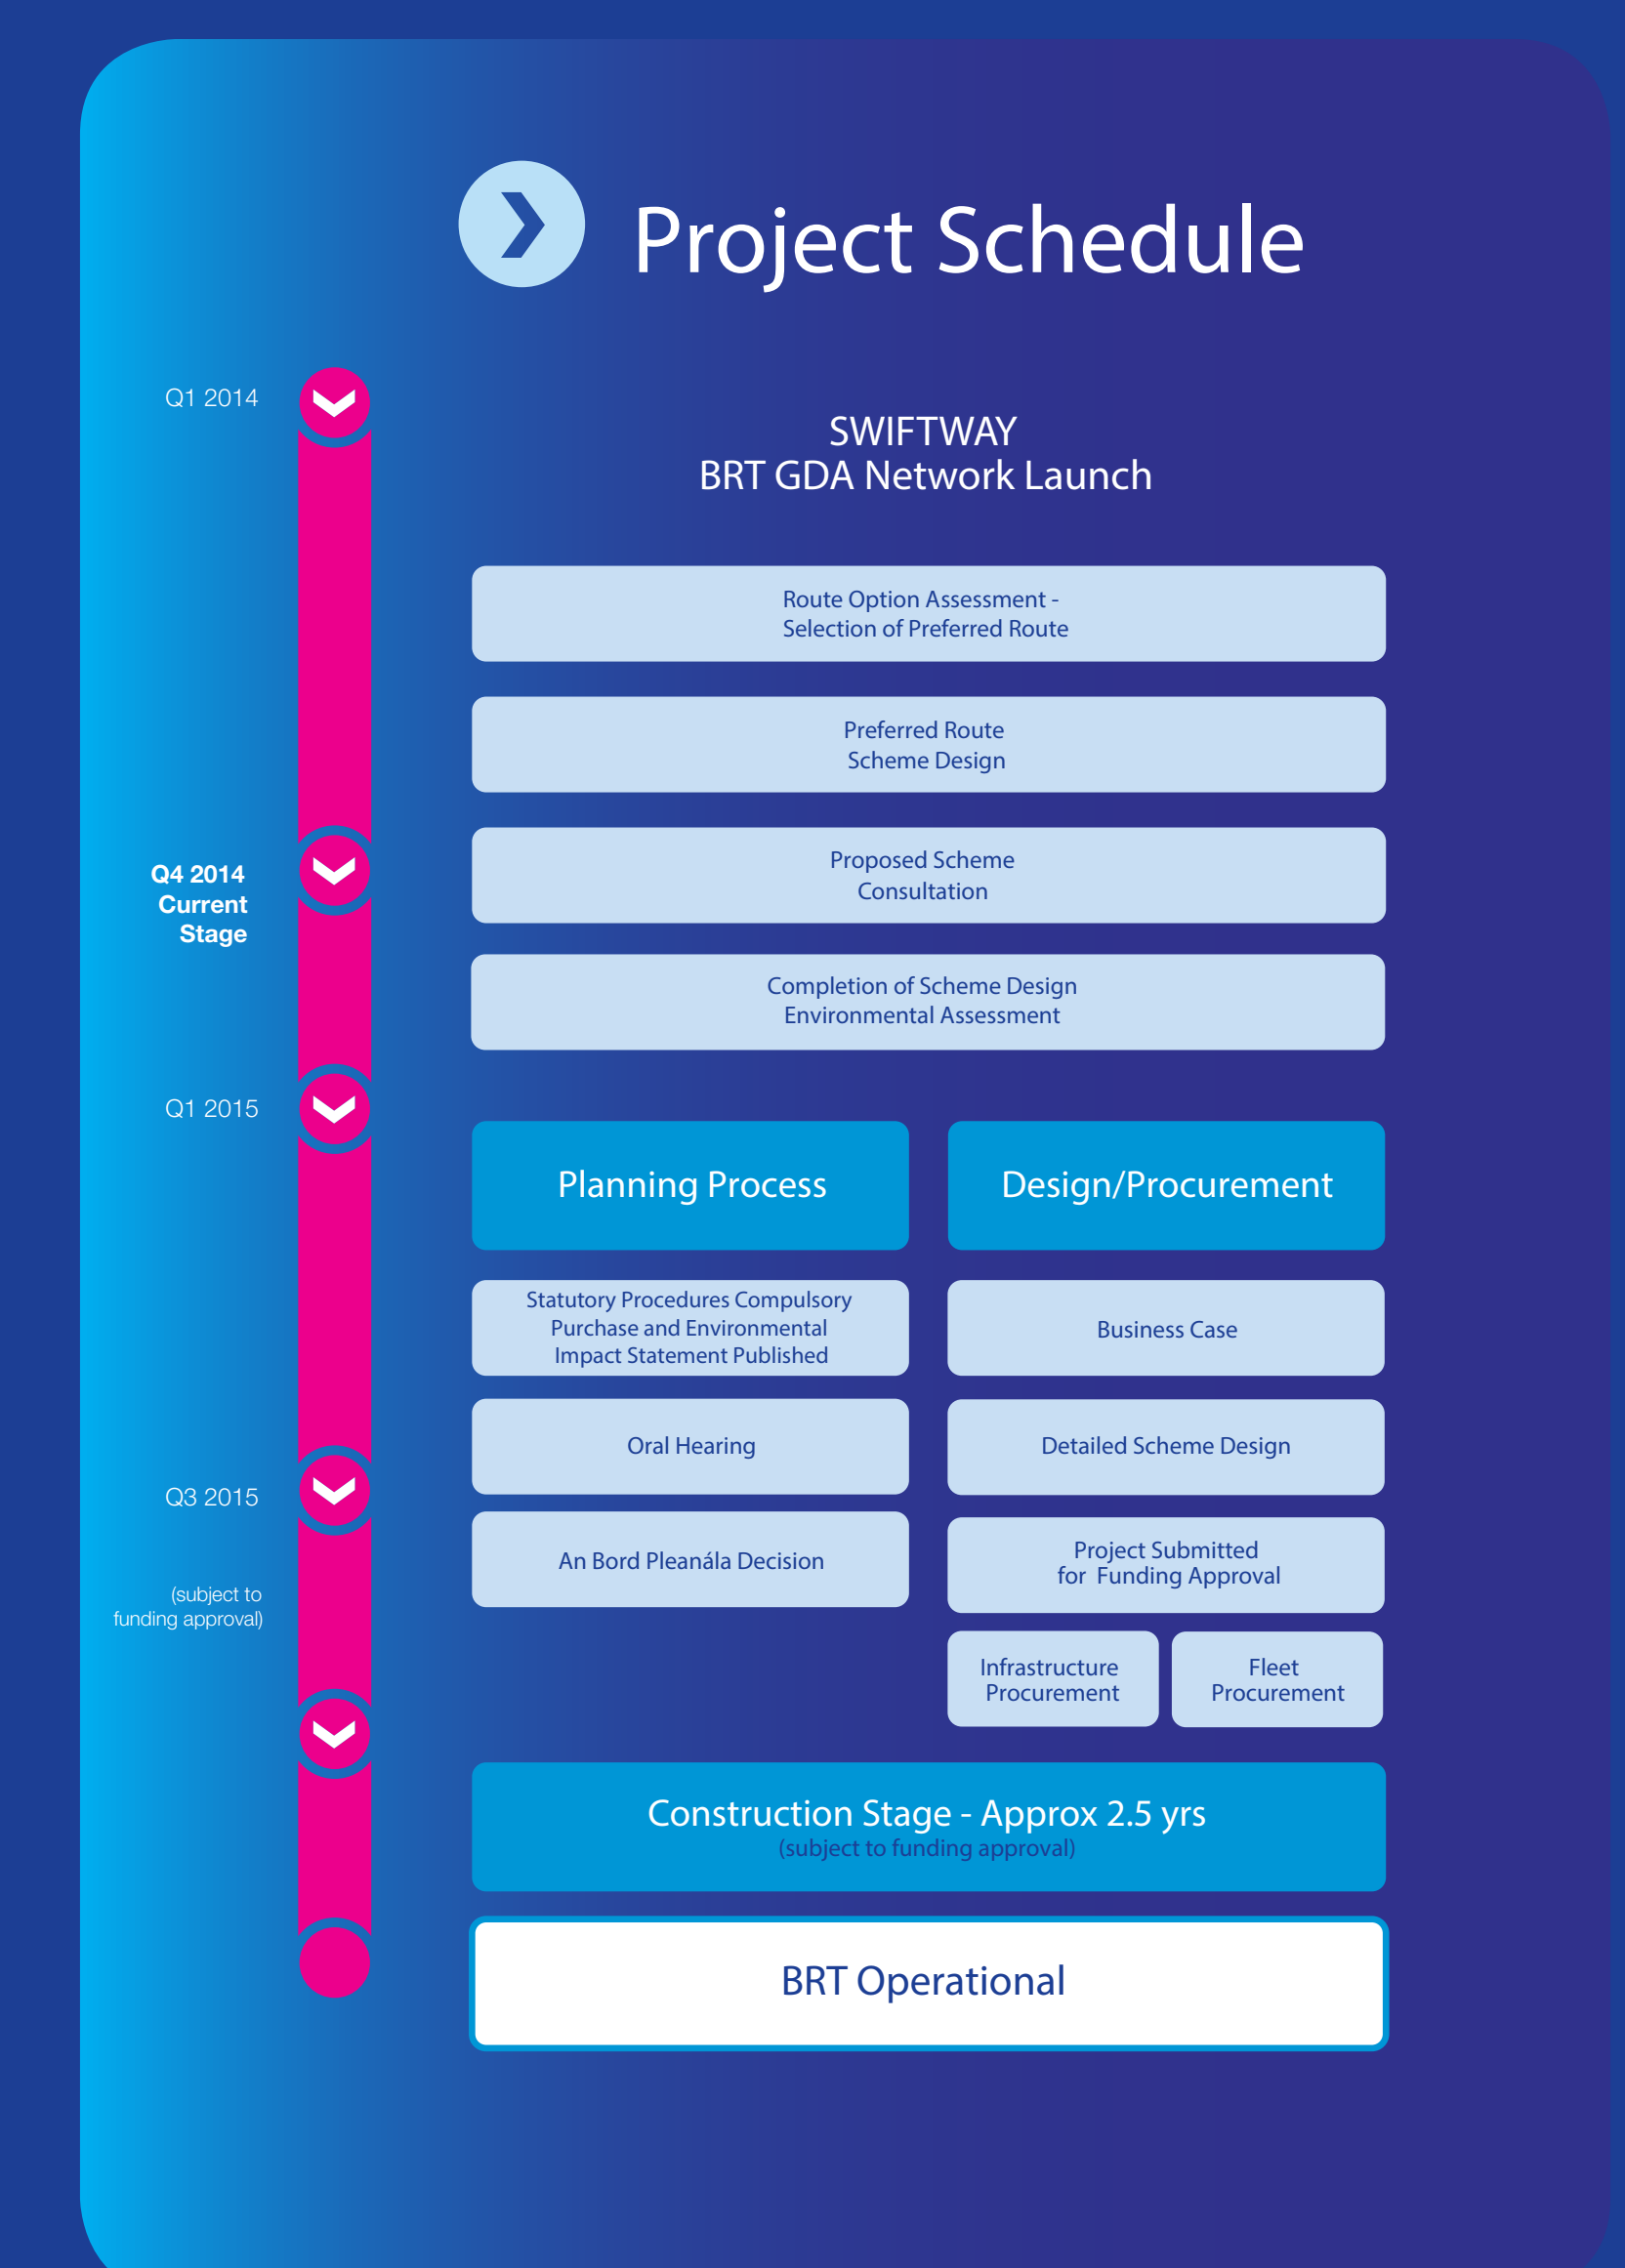 Project Schedule
Q1 2014
SWIFTWAY
BRT GDA Network Launch
Route Option Assessment -
Selection of Preferred Route
Preferred Route
Scheme Design
Q4 2014
Current
Stage
Proposed Scheme
Consultation
Completion of Scheme Design
Environmental Assessment
Q1 2015
Planning Process
Design/Procurement
Statutory Procedures Compulsory
Purchase and Environmental
Impact Statement Published
Business Case
Oral Hearing
Detailed Scheme Design
Q3 2015
An Bord Pleanála Decision
Project Submitted
for Funding Approval
(subject to
funding approval)
Infrastructure
Procurement
Fleet
Procurement
Construction Stage - Approx 2.5 yrs
(subject to funding approval)
BRT Operational